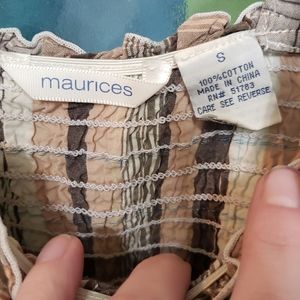 maurices
S
100% COTTON
MADE IN CHINA
RN# 51783
CARE SEE REVERSE